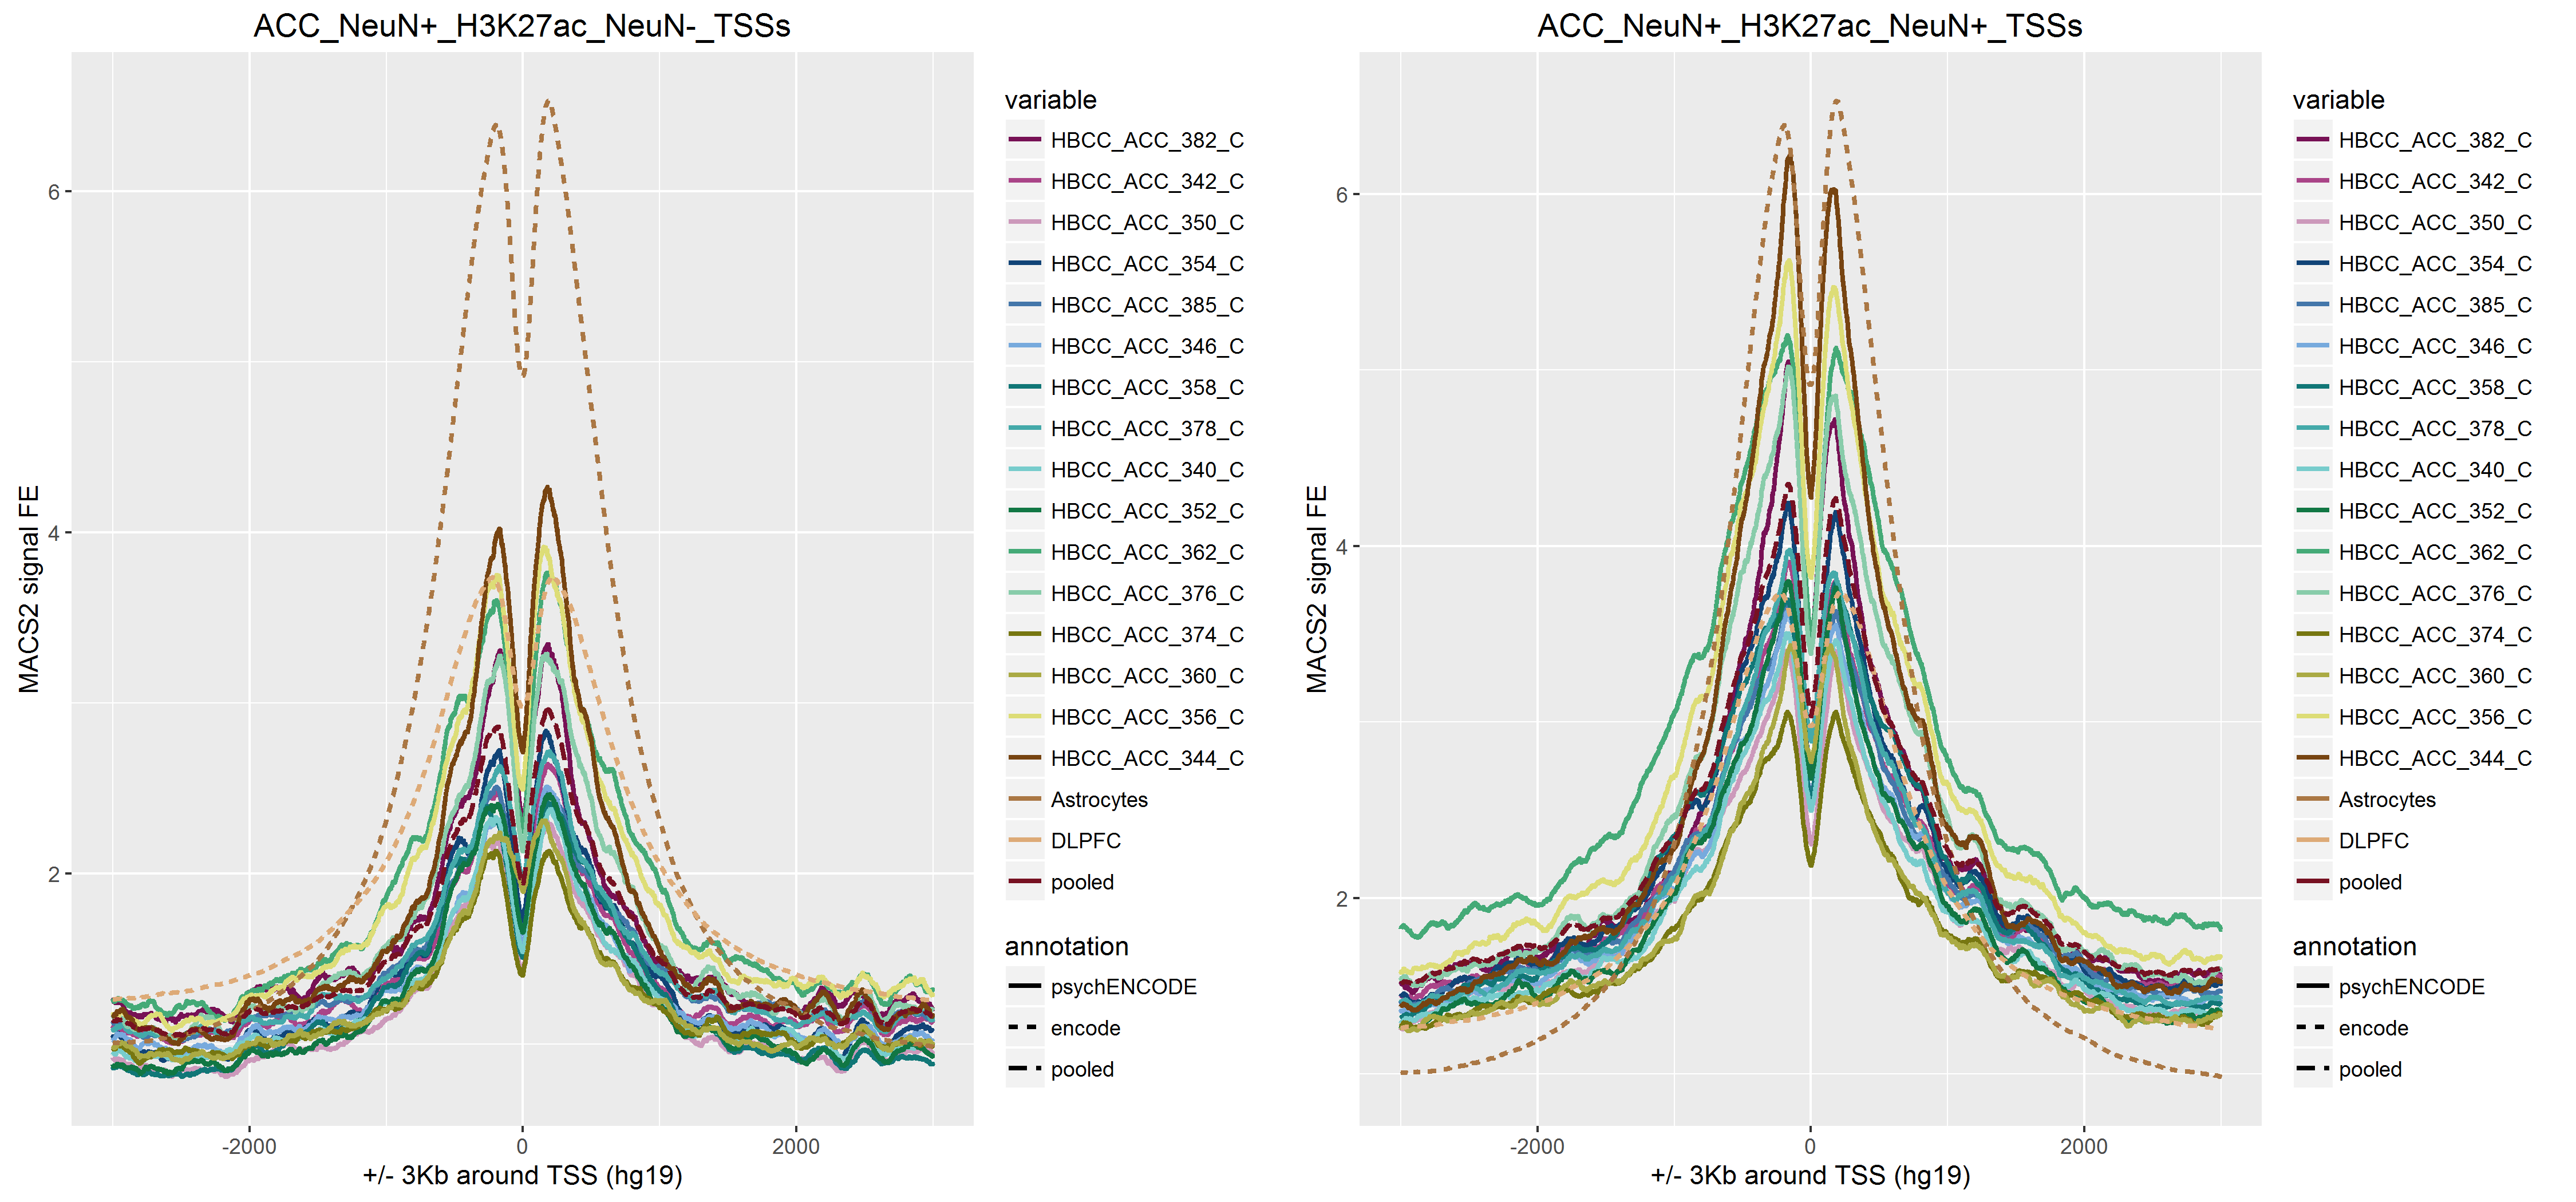 ACC_NeuN+_H3K27ac_NeuN-_TSSs
MACS2 signal FE
6
4
2
-2000
0
2000
+/- 3Kb around TSS (hg19)
variable
HBCC_ACC_382_C
HBCC_ACC_342_C
HBCC_ACC_350_C
HBCC_ACC_354_C
HBCC_ACC_385_C
HBCC_ACC_346_C
HBCC_ACC_358_C
HBCC_ACC_378_C
HBCC_ACC_340_C
HBCC_ACC_352_C
HBCC_ACC_362_C
HBCC_ACC_376_C
HBCC_ACC_374_C
HBCC_ACC_360_C
HBCC_ACC_356_C
HBCC_ACC_344_C
Astrocytes
DLPFC
pooled
annotation
psychENCODE
encode
pooled
ACC_NeuN+_H3K27ac_NeuN+_TSSs
MACS2 signal FE
6
4
2
-2000
0
2000
+/- 3Kb around TSS (hg19)
variable
HBCC_ACC_382_C
HBCC_ACC_342_C
HBCC_ACC_350_C
HBCC_ACC_354_C
HBCC_ACC_385_C
HBCC_ACC_346_C
HBCC_ACC_358_C
HBCC_ACC_378_C
HBCC_ACC_340_C
HBCC_ACC_352_C
HBCC_ACC_362_C
HBCC_ACC_376_C
HBCC_ACC_374_C
HBCC_ACC_360_C
HBCC_ACC_356_C
HBCC_ACC_344_C
Astrocytes
DLPFC
pooled
annotation
psychENCODE
encode
pooled